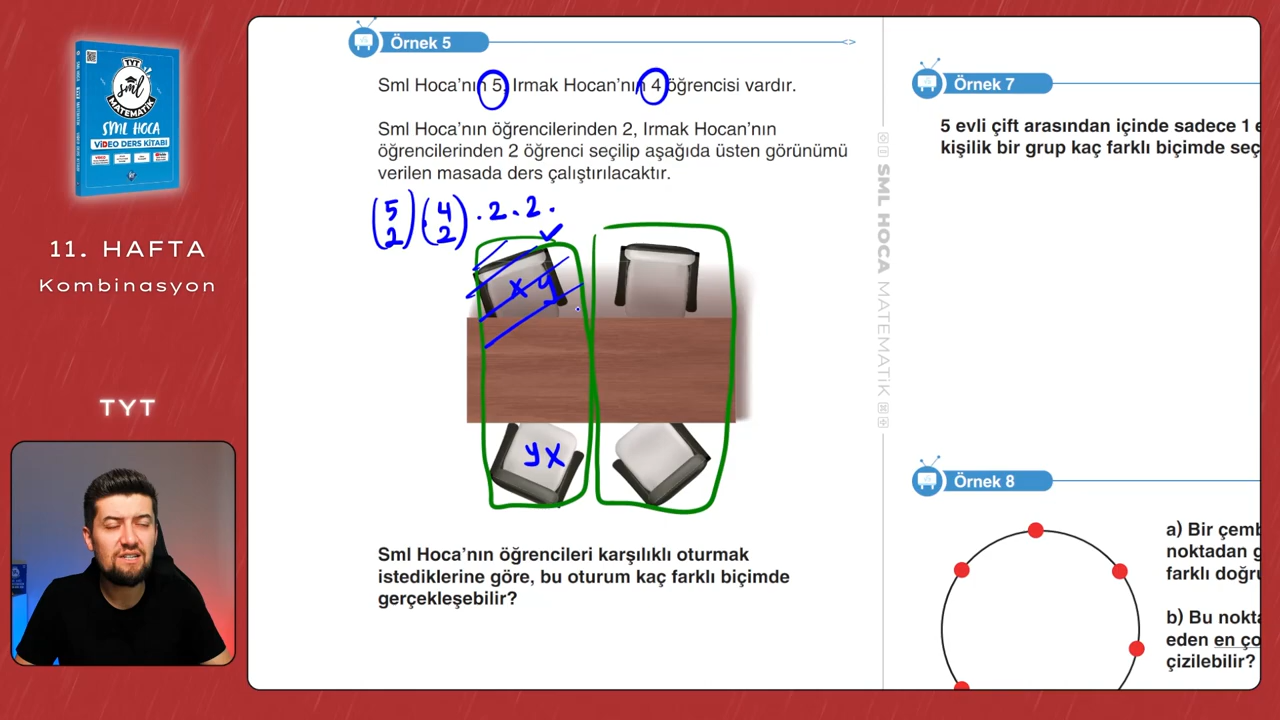 TYT
sml
MATEMATİK
SML HOCA
VİDEO DERS KİTABI
11. HAFTA
Kombinasyon
TYT
Örnek 5
Sml Hoca'nın 5, Irmak Hocan'nın 4 öğrencisi vardır.
Sml Hoca'nın öğrencilerinden 2, Irmak Hocan'nın
öğrencilerinden 2 öğrenci seçilip aşağıda üsten görünümü
verilen masada ders çalıştırılacaktır.
(5 2) (4 2) . 2 . 2 .
x y
y x
Sml Hoca'nın öğrencileri karşılıklı oturmak
istediklerine göre, bu oturum kaç farklı biçimde
gerçekleşebilir?
SML HOCA MATEMATİK
Örnek 7
5 evli çift arasından içinde sadece 1 e
kişilik bir grup kaç farklı biçimde seç
Örnek 8
a) Bir çemb
noktadan g
farklı doğru
b) Bu nokta
eden en ço
çizilebilir?